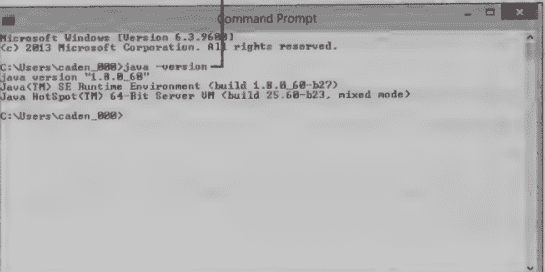 Command Prompt
Microsoft Windows [Version 6.3.9600]
(c) 2013 Microsoft Corporation. All rights reserved.
C:\Users\caden_000>java -version
java version "1.8.0_60"
Java(TM) SE Runtime Environment (build 1.8.0_60-b27)
Java HotSpot(TM) 64-Bit Server VM (build 25.60-b23, mixed mode)
C:\Users\caden_000>